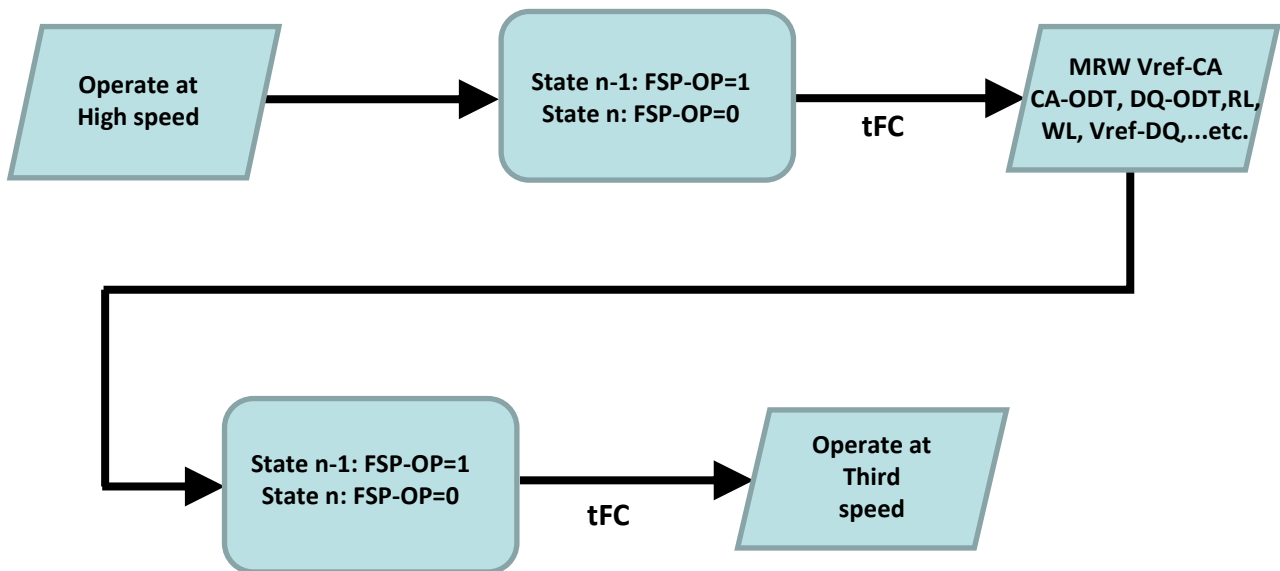 Operate at
High speed
State n-1: FSP-OP=1
State n: FSP-OP=0
tFC
MRW Vref-CA
CA-ODT, DQ-ODT,RL,
WL, Vref-DQ,...etc.
State n-1: FSP-OP=1
State n: FSP-OP=0
tFC
Operate at
Third
speed